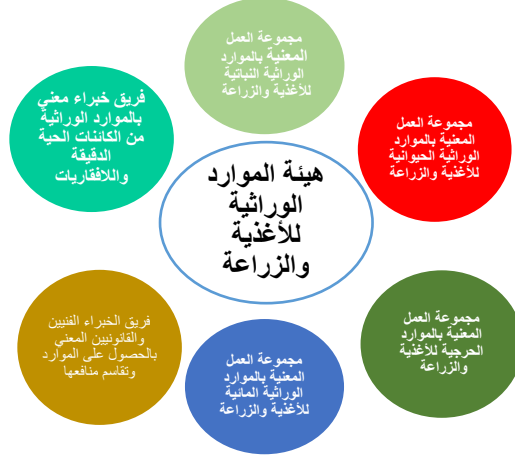 مجموعة العمل
المعنية بالموارد
الوراثية النباتية
للأغذية والزراعة
مجموعة العمل
المعنية بالموارد
الوراثية الحيوانية
للأغذية والزراعة
مجموعة العمل
المعنية بالموارد
الحرجية للأغذية
والزراعة
مجموعة العمل
المعنية بالموارد
الوراثية المائية
للأغذية والزراعة
فريق الخبراء الفنيين
والقانونيين المعني
بالحصول على الموارد
وتقاسم منافعها
فريق خبراء معني
بالموارد الوراثية
من الكائنات الحية
الدقيقة
واللافقاريات
هيئة الموارد
الوراثية
للأغذية
والزراعة